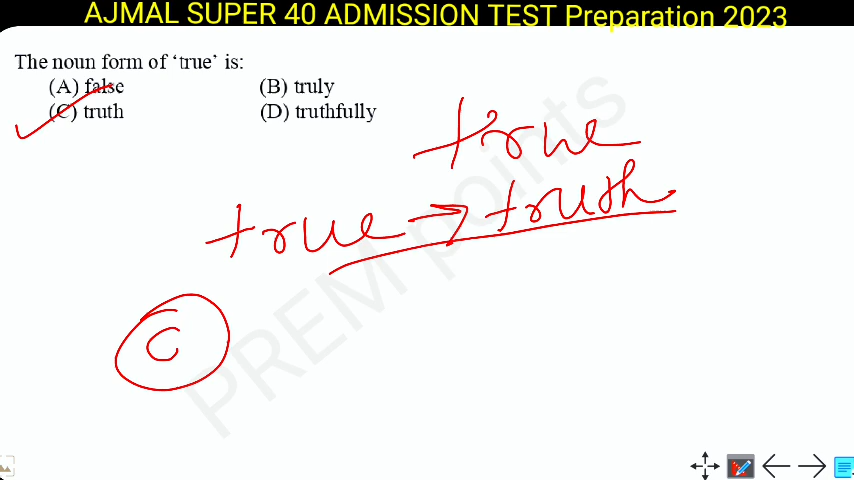 AJMAL SUPER 40 ADMISSION TEST Preparation 2023
The noun form of ‘true’ is:
(A) false (B) truly
(C) truth (D) truthfully
true
true → truth
C
PREM points